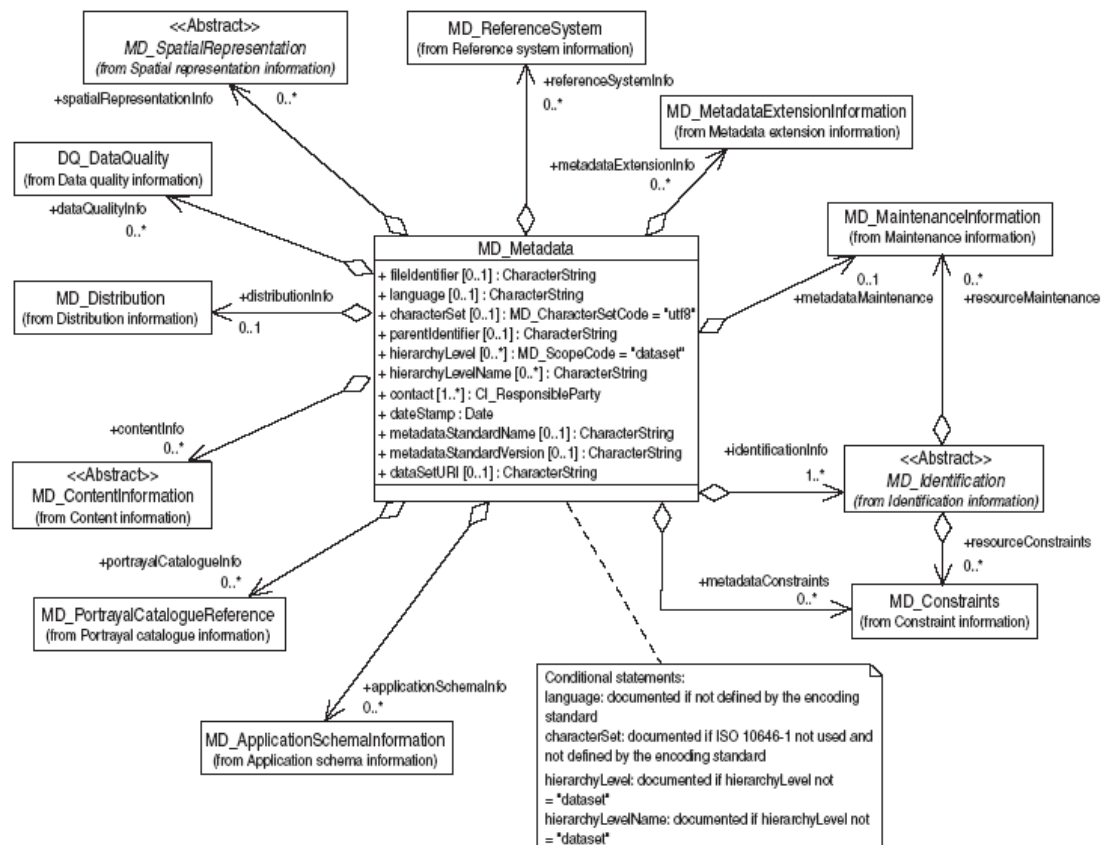 <<Abstract>>
MD_SpatialRepresentation
(from Spatial representation information)
MD_ReferenceSystem
(from Reference system information)
+spatialRepresentationInfo
0..*
+referenceSystemInfo
0..*
MD_MetadataExtensionInformation
(from Metadata extension information)
+metadataExtensionInfo
0..*
DQ_DataQuality
(from Data quality information)
+dataQualityInfo
0..*
MD_MaintenanceInformation
(from Maintenance information)
0..1
+metadataMaintenance
0..*
+resourceMaintenance
MD_Distribution
(from Distribution information)
+distributionInfo
0..1
MD_Metadata
+ fileIdentifier [0..1] : CharacterString
+ language [0..1] : CharacterString
+ characterSet [0..1] : MD_CharacterSetCode = "utf8"
+ parentIdentifier [0..1] : CharacterString
+ hierarchyLevel [0..*] : MD_ScopeCode = "dataset"
+ hierarchyLevelName [0..*] : CharacterString
+ contact [1..*] : CI_ResponsibleParty
+ dateStamp : Date
+ metadataStandardName [0..1] : CharacterString
+ metadataStandardVersion [0..1] : CharacterString
+ dataSetURI [0..1] : CharacterString
+contentInfo
0..*
<<Abstract>>
MD_ContentInformation
(from Content information)
+identificationInfo
1..*
<<Abstract>>
MD_Identification
(from Identification information)
+resourceConstraints
0..*
+metadataConstraints
0..*
MD_Constraints
(from Constraint information)
+portrayalCatalogueInfo
0..*
MD_PortrayalCatalogueReference
(from Portrayal catalogue information)
+applicationSchemaInfo
0..*
MD_ApplicationSchemaInformation
(from Application schema information)
Conditional statements:
language: documented if not defined by the encoding
standard
characterSet: documented if ISO 10646-1 not used and
not defined by the encoding standard
hierarchyLevel: documented if hierarchyLevel not
= "dataset"
hierarchyLevelName: documented if hierarchyLevel not
= "dataset"